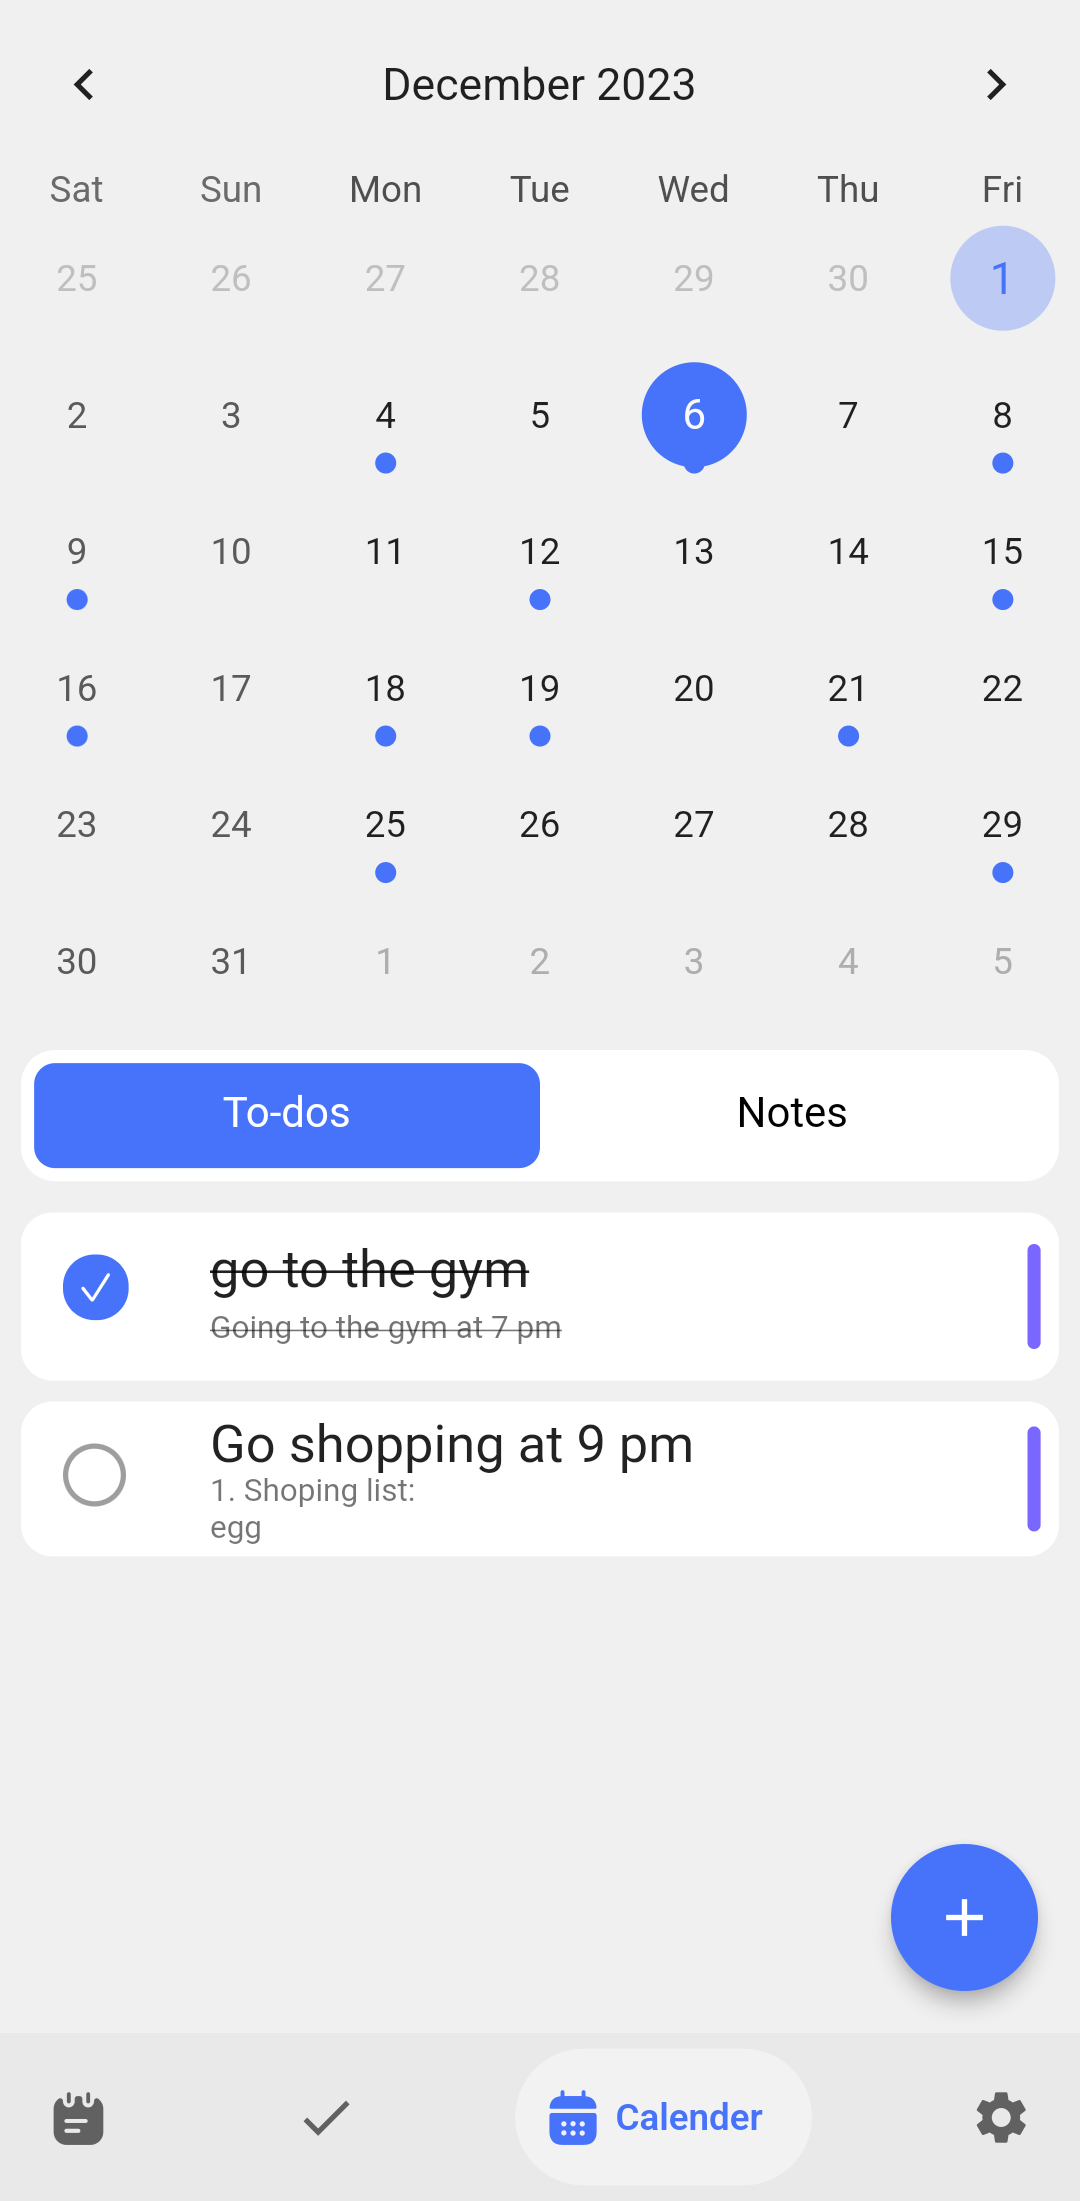 December 2023
Sat Sun Mon Tue Wed Thu Fri
25 26 27 28 29 30 1
2 3 4 5 6 7 8
9 10 11 12 13 14 15
16 17 18 19 20 21 22
23 24 25 26 27 28 29
30 31 1 2 3 4 5
To-dos Notes
go to the gym
Going to the gym at 7 pm
Go shopping at 9 pm
1. Shoping list:
egg
Calender